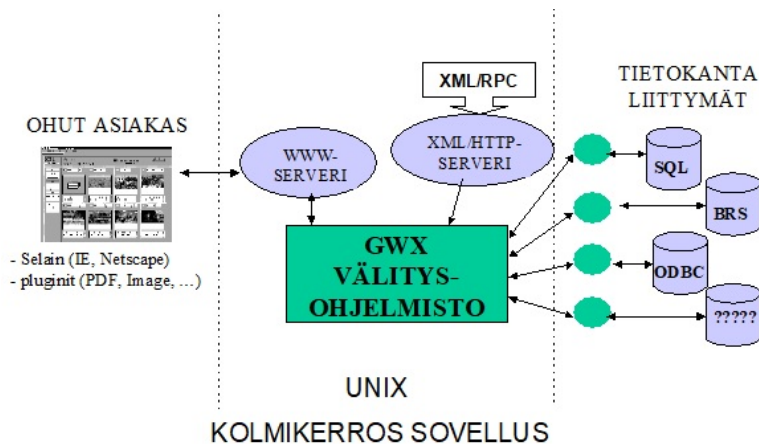 XML/RPC
TIETOKANTA
LIITTYMÄT
OHUT ASIAKAS
WWW-
SERVERI
XML/HTTP-
SERVERI
SQL
BRS
ODBC
?????
- Selain (IE, Netscape)
- pluginit (PDF, Image, …)
GWX
VÄLITYS-
OHJELMISTO
UNIX
KOLMIKERROS SOVELLUS